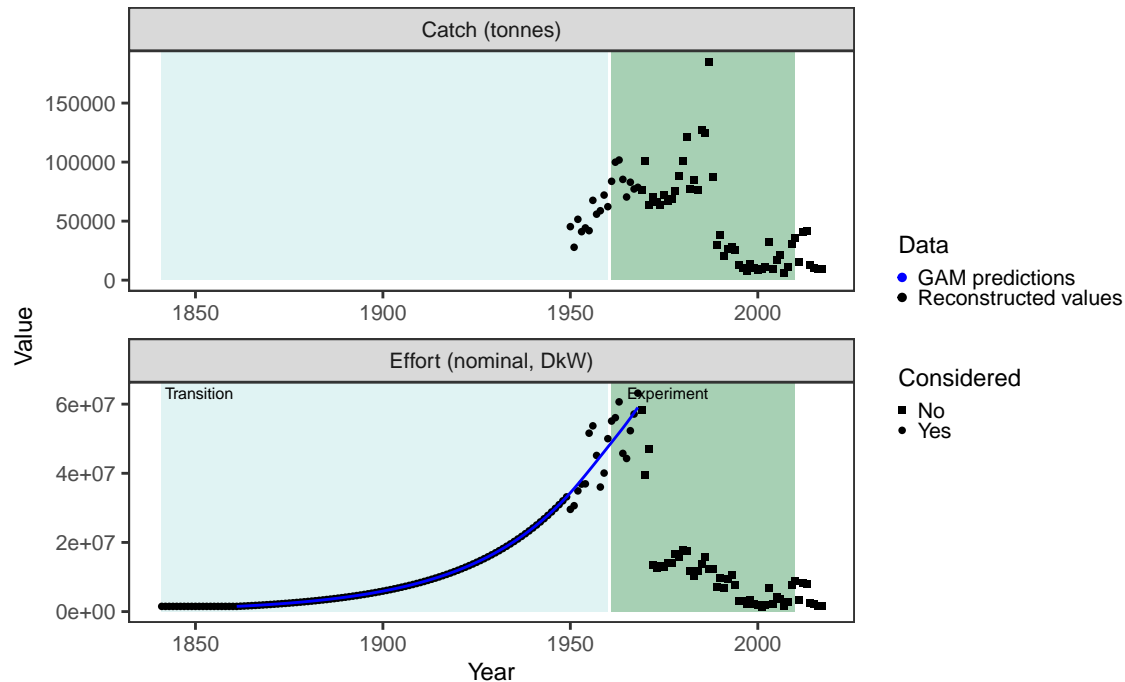 Catch (tonnes)
150000
100000
50000
0
1850 1900 1950 2000
Value
Effort (nominal, DkW)
Transition Experiment
6e+07
4e+07
2e+07
0e+00
1850 1900 1950 2000
Year
Data
GAM predictions
Reconstructed values
Considered
No
Yes